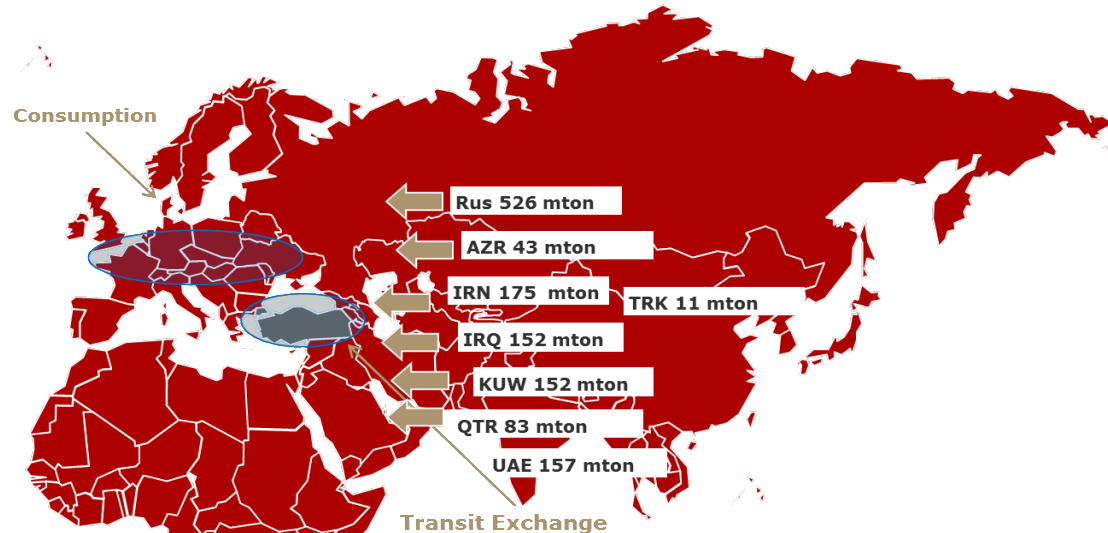 Consumption
Rus 526 mton
AZR 43 mton
IRN 175 mton
TRK 11 mton
IRQ 152 mton
KUW 152 mton
QTR 83 mton
UAE 157 mton
Transit Exchange